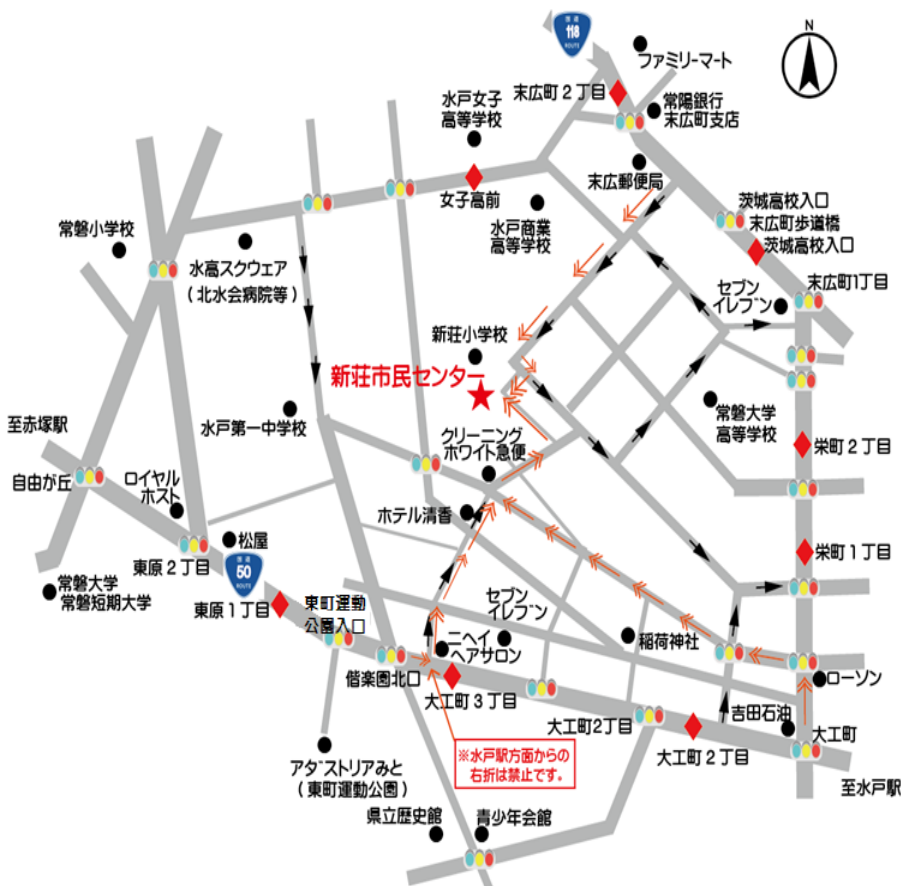 N
国道
118
ROUTE
ファミリーマート
末広町2丁目
常陽銀行
末広町支店
水戸女子
高等学校
末広郵便局
女子高前
茨城高校入口
末広町歩道橋
茨城高校入口
水戸商業
高等学校
常磐小学校
水高スクウェア
(北水会病院等)
セブン
イレブン
末広町1丁目
新荘小学校
新荘市民センター
常磐大学
高等学校
水戸第一中学校
至赤塚駅
クリーニング
ホワイト急便
栄町2丁目
自由が丘
ロイヤル
ホスト
ホテル清香
松屋
東原2丁目
国道
50
ROUTE
栄町1丁目
常磐大学
常磐短期大学
東原1丁目
東町運動
公園入口
セブン
イレブン
稲荷神社
ニヘイ
ヘアサロン
偕楽園北口
ローソン
大工町3丁目
吉田石油
大工町2丁目
大工町
大工町2丁目
※水戸駅方面からの
右折は禁止です。
アダストリアみと
(東町運動公園)
至水戸駅
県立歴史館
青少年会館